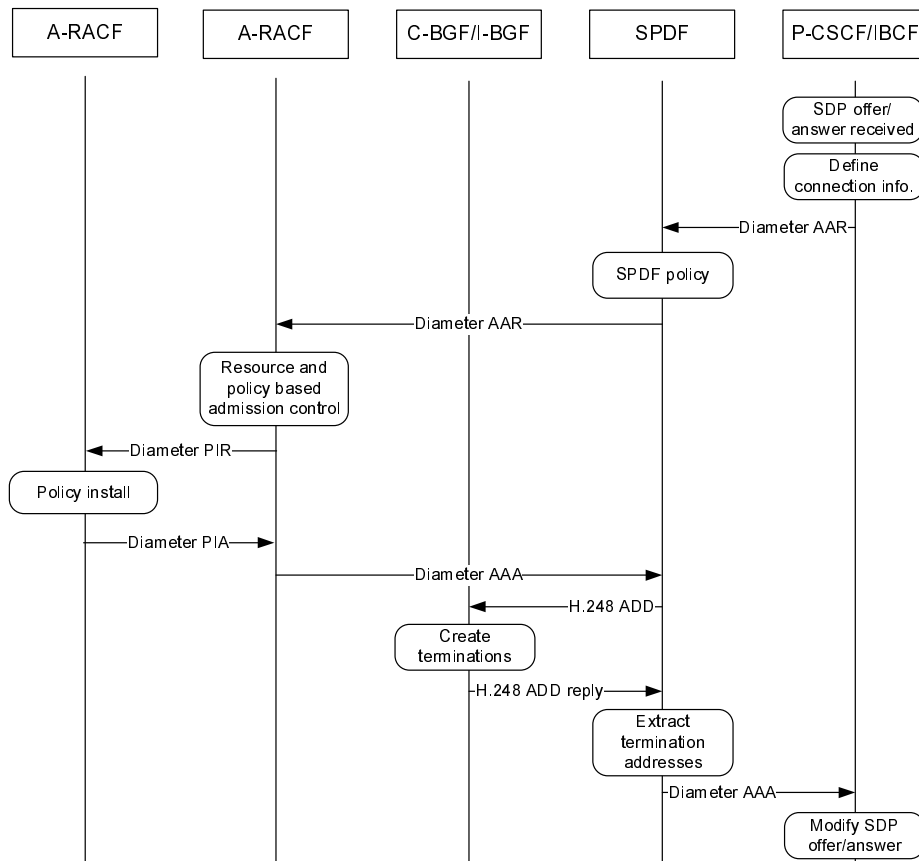 A-RACF
A-RACF
C-BGF/I-BGF
SPDF
P-CSCF/IBCF
SDP offer/
answer received
Define
connection info.
Diameter AAR
SPDF policy
Diameter AAR
Resource and
policy based
admission control
Diameter PIR
Policy install
Diameter PIA
Diameter AAA
H.248 ADD
Create
terminations
H.248 ADD reply
Extract
termination
addresses
Diameter AAA
Modify SDP
offer/answer